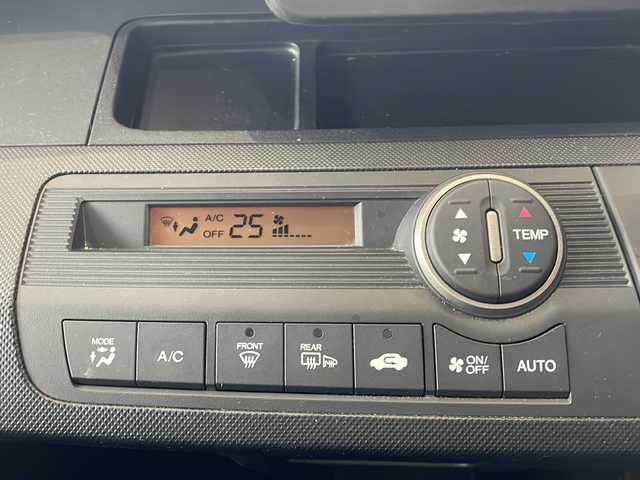 A/C
OFF 25
TEMP
MODE
A/C
FRONT
REAR
ON/
OFF
AUTO